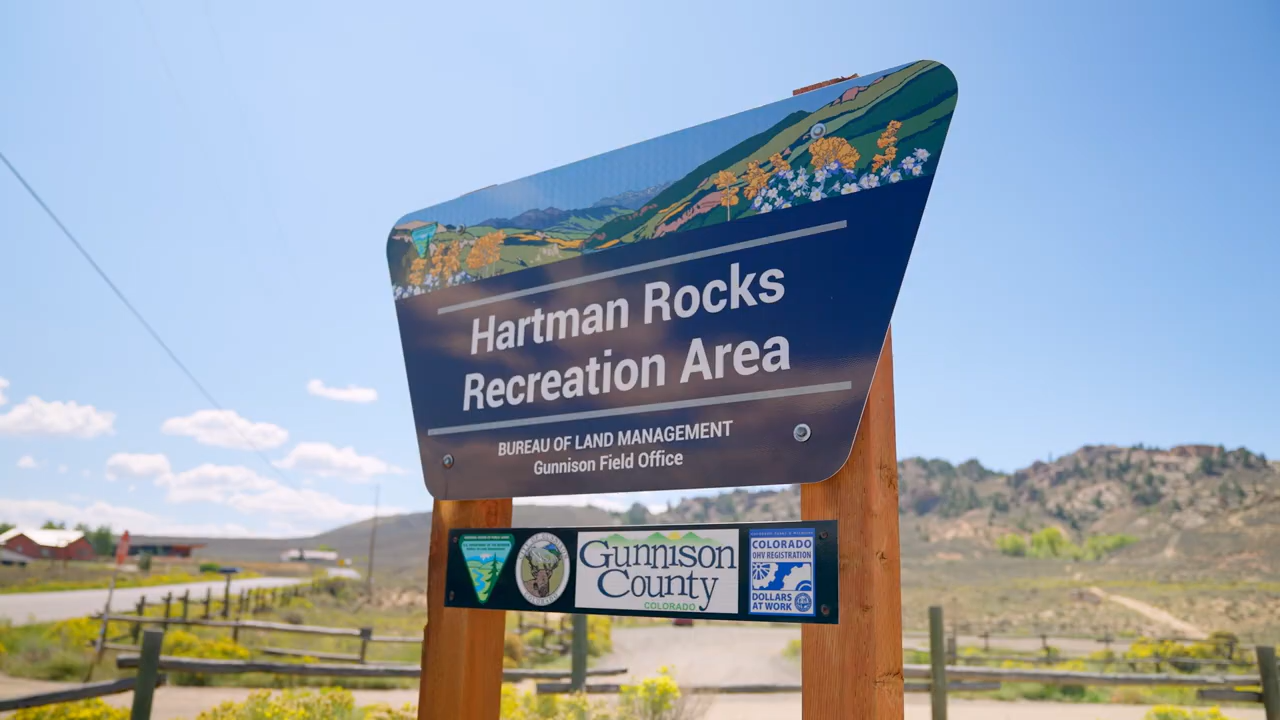 Hartman Rocks
Recreation Area
BUREAU OF LAND MANAGEMENT
Gunnison Field Office
GUNNISON
COUNTY
COLORADO
COLORADO
OHV REGISTRATION
DOLLARS
AT WORK